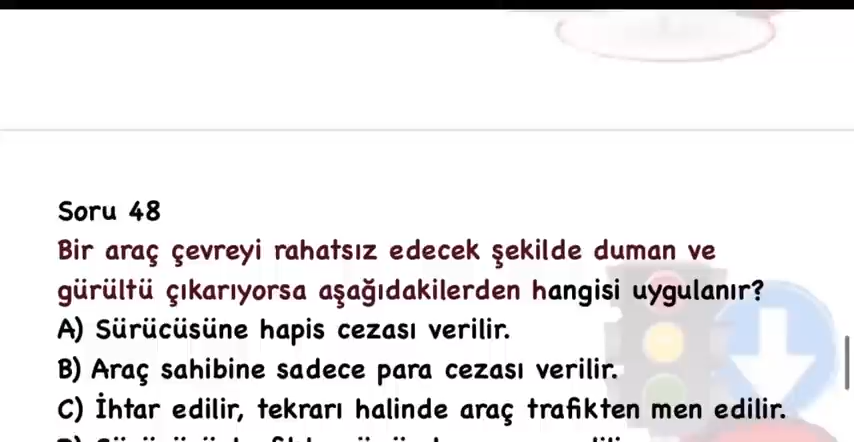 Soru 48
Bir araç çevreyi rahatsız edecek şekilde duman ve
gürültü çıkarıyorsa aşağıdakilerden hangisi uygulanır?
A) Sürücüsüne hapis cezası verilir.
B) Araç sahibine sadece para cezası verilir.
C) İhtar edilir, tekrarı halinde araç trafikten men edilir.